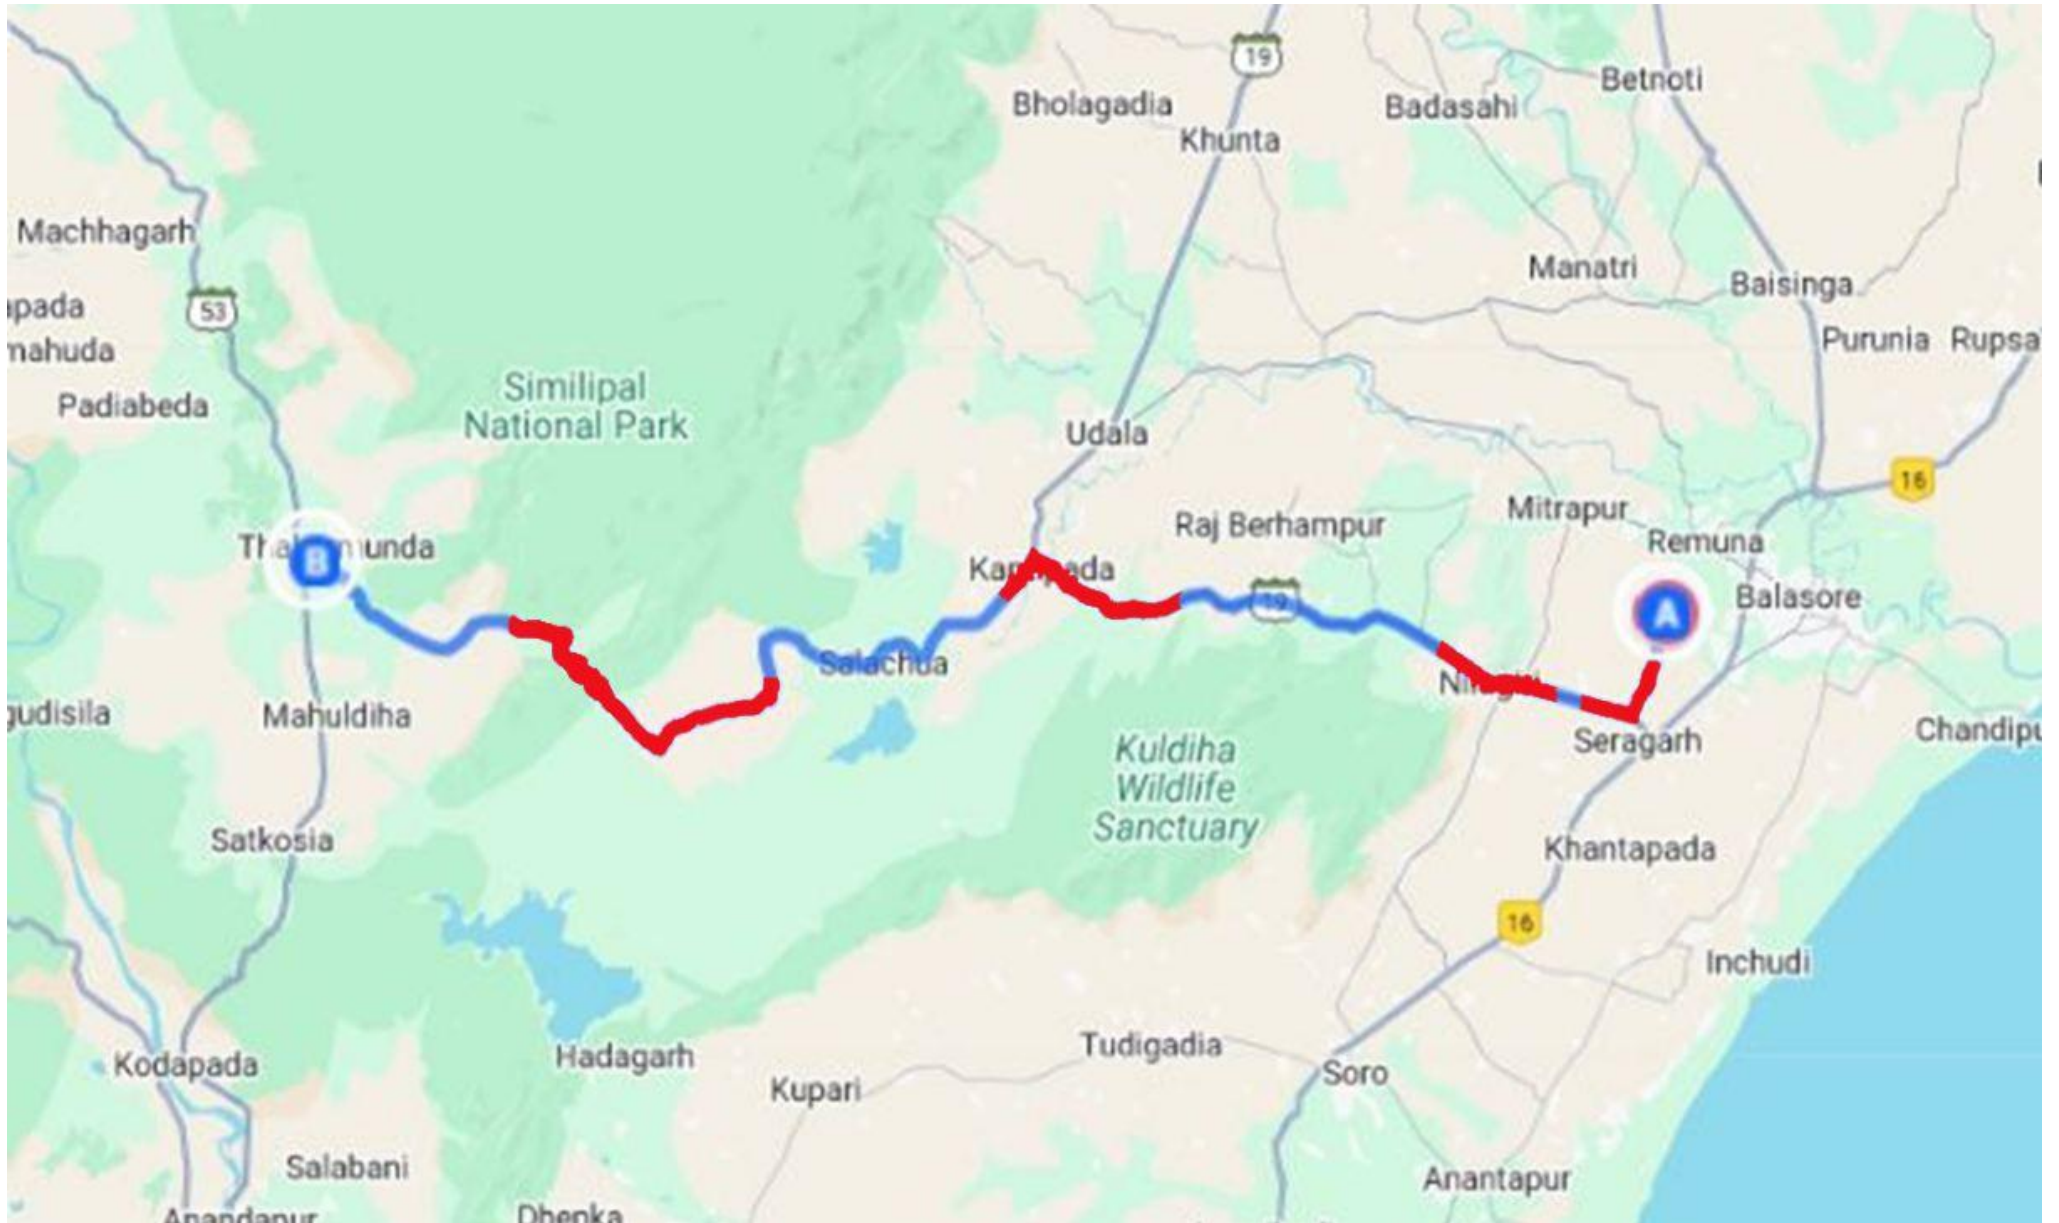 19
Betnoti
Bholagadia
Badasahi
Khunta
Machhagarh
Manatri
Baisinga
53
Purunia
Similipal
National Park
Padiabeda
Udala
16
Mitrapur
Raj Berhampur
Remuna
B
A
Balasore
19
Salachua
Mahuldiha
Seragarh
Kuldiha
Wildlife
Sanctuary
Satkosia
Khantapada
16
Inchudi
Tudigadia
Hadagarh
Kodapada
Soro
Kupari
Salabani
Anantapur